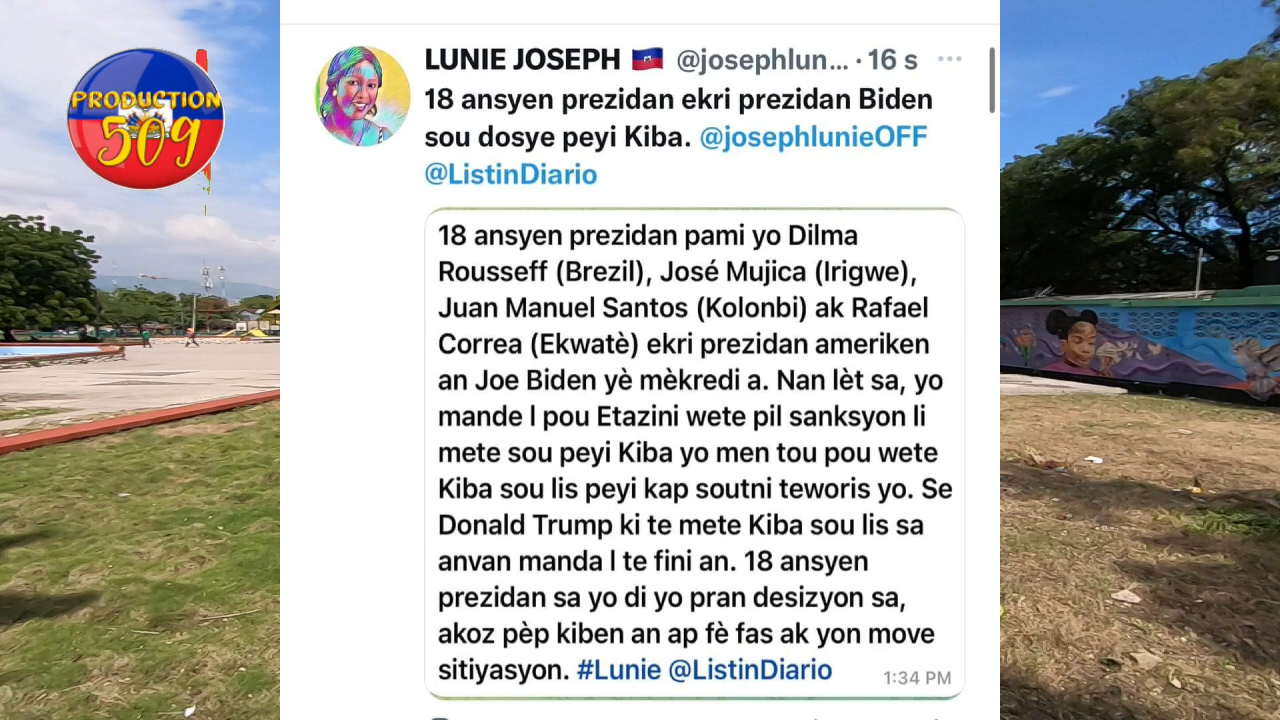 PRODUCTION
509
LUNIE JOSEPH 🇭🇹 @josephlun... · 16 s ...
18 ansyen prezidan ekri prezidan Biden
sou dosye peyi Kiba. @josephlunieOFF
@ListinDiario
18 ansyen prezidan pami yo Dilma
Rousseff (Brezil), José Mujica (Irigwe),
Juan Manuel Santos (Kolonbi) ak Rafael
Correa (Ekwatè) ekri prezidan ameriken
an Joe Biden yè mèkredi a. Nan lèt sa, yo
mande l pou Etazini wete pil sanksyon li
mete sou peyi Kiba yo men tou pou wete
Kiba sou lis peyi kap soutni teworis yo. Se
Donald Trump ki te mete Kiba sou lis sa
anvan manda l te fini an. 18 ansyen
prezidan sa yo di yo pran desizyon sa,
akoz pèp kiben an ap fè fas ak yon move
sitiyasyon. #Lunie @ListinDiario
1:34 PM